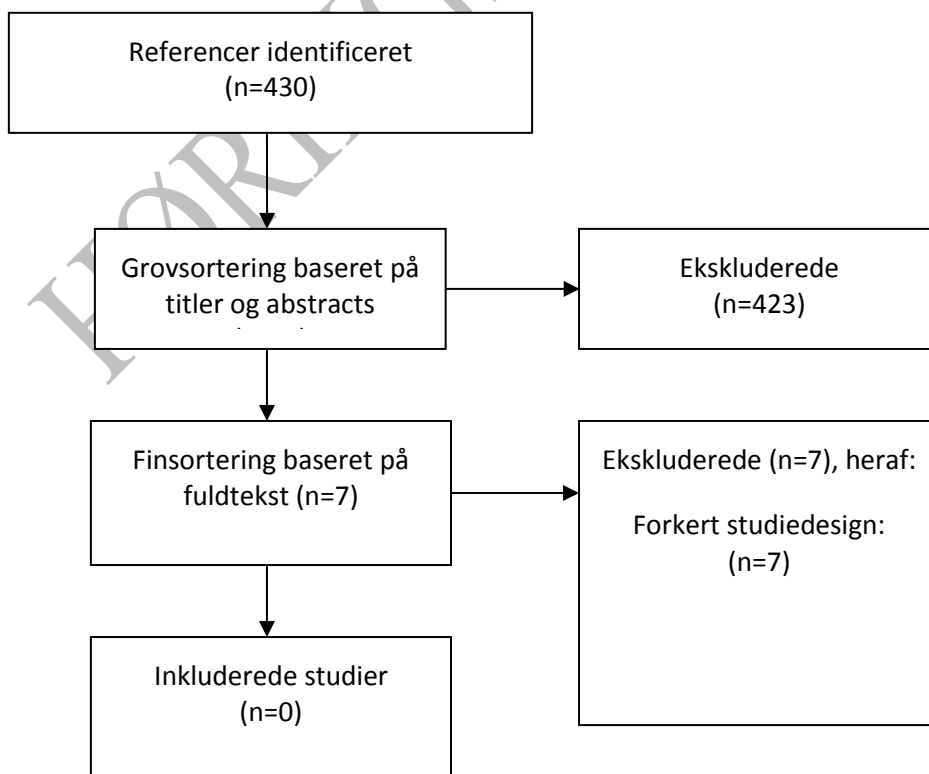 Referencer identificeret
(n=430)
Grovsortering baseret på
titler og abstracts
Ekskluderede
(n=423)
Finsortering baseret på
fuldtekst (n=7)
Ekskluderede (n=7), heraf:
Forkert studiedesign:
(n=7)
Inkluderede studier
(n=0)